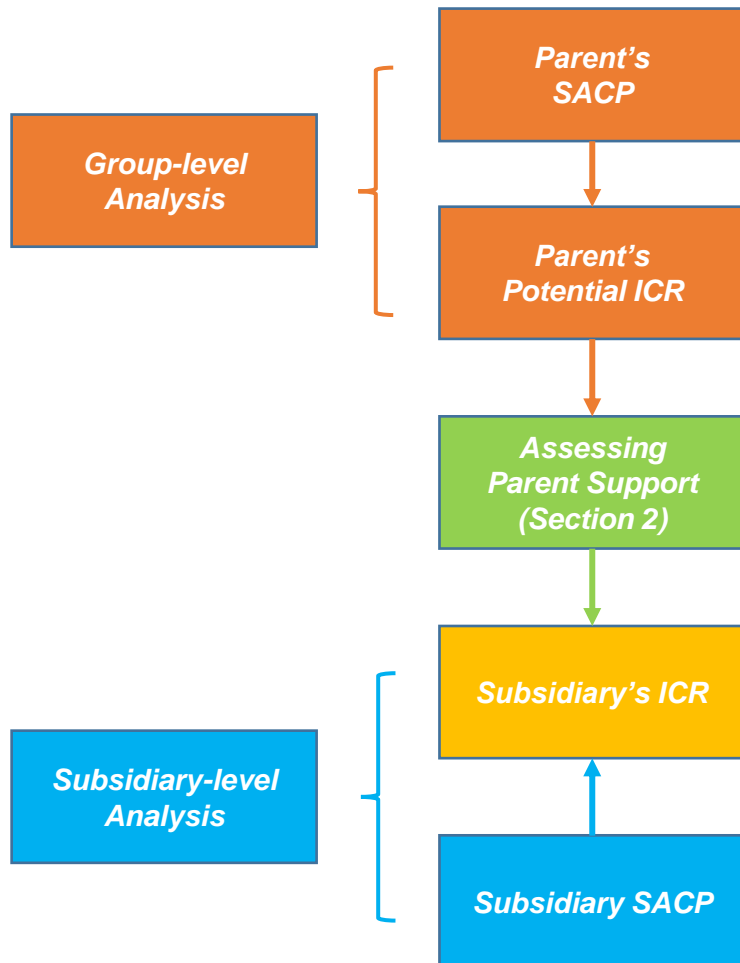 Parent's
SACP
Group-level
Analysis
Parent's
Potential ICR
Assessing
Parent Support
(Section 2)
Subsidiary's ICR
Subsidiary-level
Analysis
Subsidiary SACP